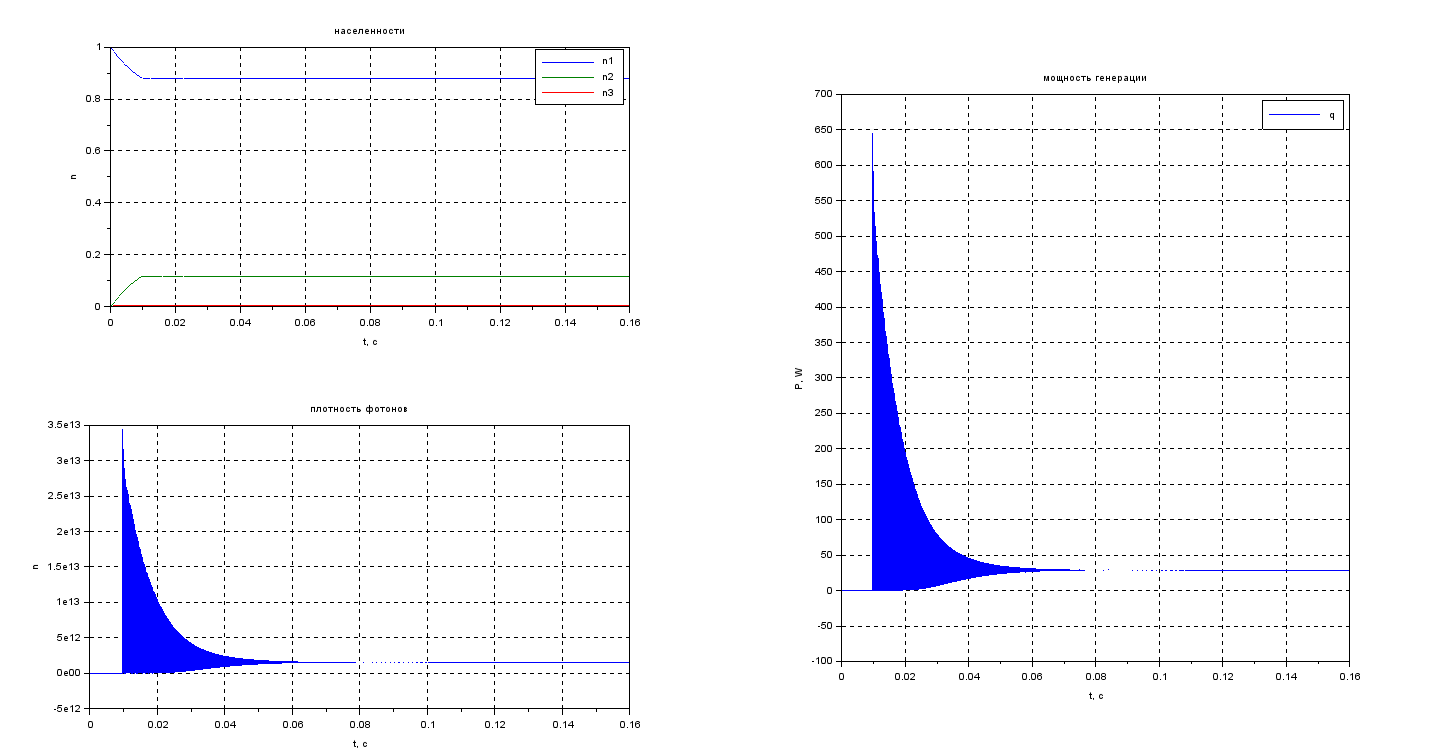 населенности
1
0.8
0.6
0.4
0.2
0
n
n1
n2
n3
0 0.02 0.04 0.06 0.08 0.1 0.12 0.14 0.16
t, c
плотность фотонов
3.5e13
3e13
2.5e13
2e13
1.5e13
1e13
5e12
0e00
-5e12
n
0 0.02 0.04 0.06 0.08 0.1 0.12 0.14 0.16
t, c
мощность генерации
700
650
600
550
500
450
400
350
300
250
200
150
100
50
0
-50
-100
P, W
q
0 0.02 0.04 0.06 0.08 0.1 0.12 0.14 0.16
t, c